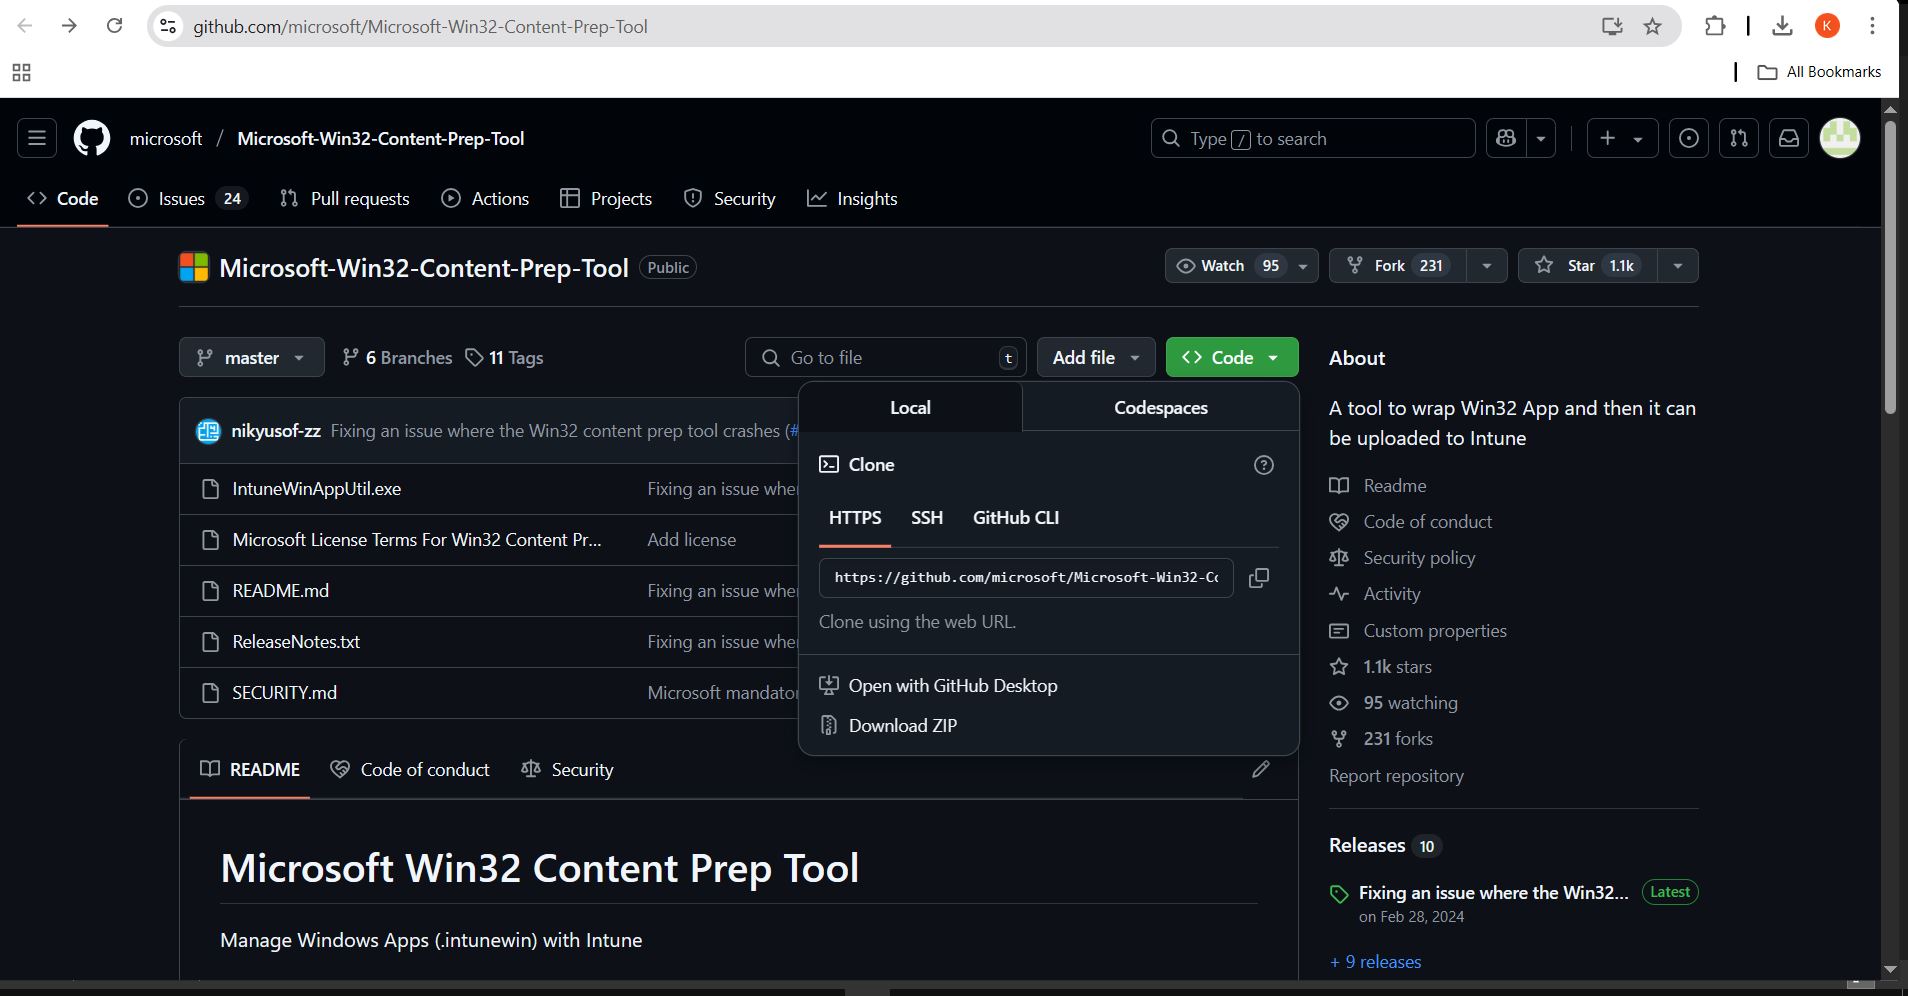 github.com/microsoft/Microsoft-Win32-Content-Prep-Tool
K
All Bookmarks
microsoft / Microsoft-Win32-Content-Prep-Tool
Type / to search
Code Issues 24 Pull requests Actions Projects Security Insights
Microsoft-Win32-Content-Prep-Tool Public
Watch 95 Fork 231 Star 1.1k
master 6 Branches 11 Tags
Go to file t
Add file
Code
Local Codespaces
Clone
HTTPS SSH GitHub CLI
https://github.com/microsoft/Microsoft-Win32-Co
Clone using the web URL.
Open with GitHub Desktop
Download ZIP
nikyusof-zz Fixing an issue where the Win32 content prep tool crashes (#
IntuneWinAppUtil.exe Fixing an issue wher
Microsoft License Terms For Win32 Content Pr... Add license
README.md Fixing an issue wher
ReleaseNotes.txt Fixing an issue wher
SECURITY.md Microsoft mandator
README Code of conduct Security
Microsoft Win32 Content Prep Tool
Manage Windows Apps (.intunewin) with Intune
About
A tool to wrap Win32 App and then it can
be uploaded to Intune
Readme
Code of conduct
Security policy
Activity
Custom properties
1.1k stars
95 watching
231 forks
Report repository
Releases 10
Fixing an issue where the Win32... Latest
on Feb 28, 2024
+ 9 releases